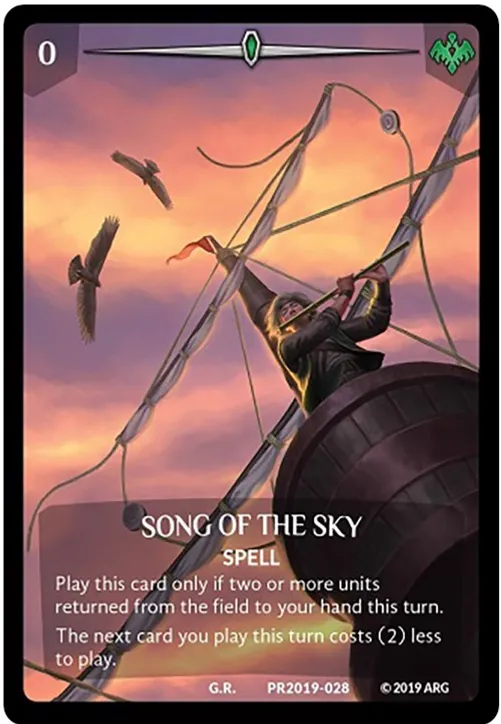 0
SONG OF THE SKY
SPELL
Play this card only if two or more units
returned from the field to your hand this turn.
The next card you play this turn costs (2) less
to play.
G.R. PR2019-028 © 2019 ARG